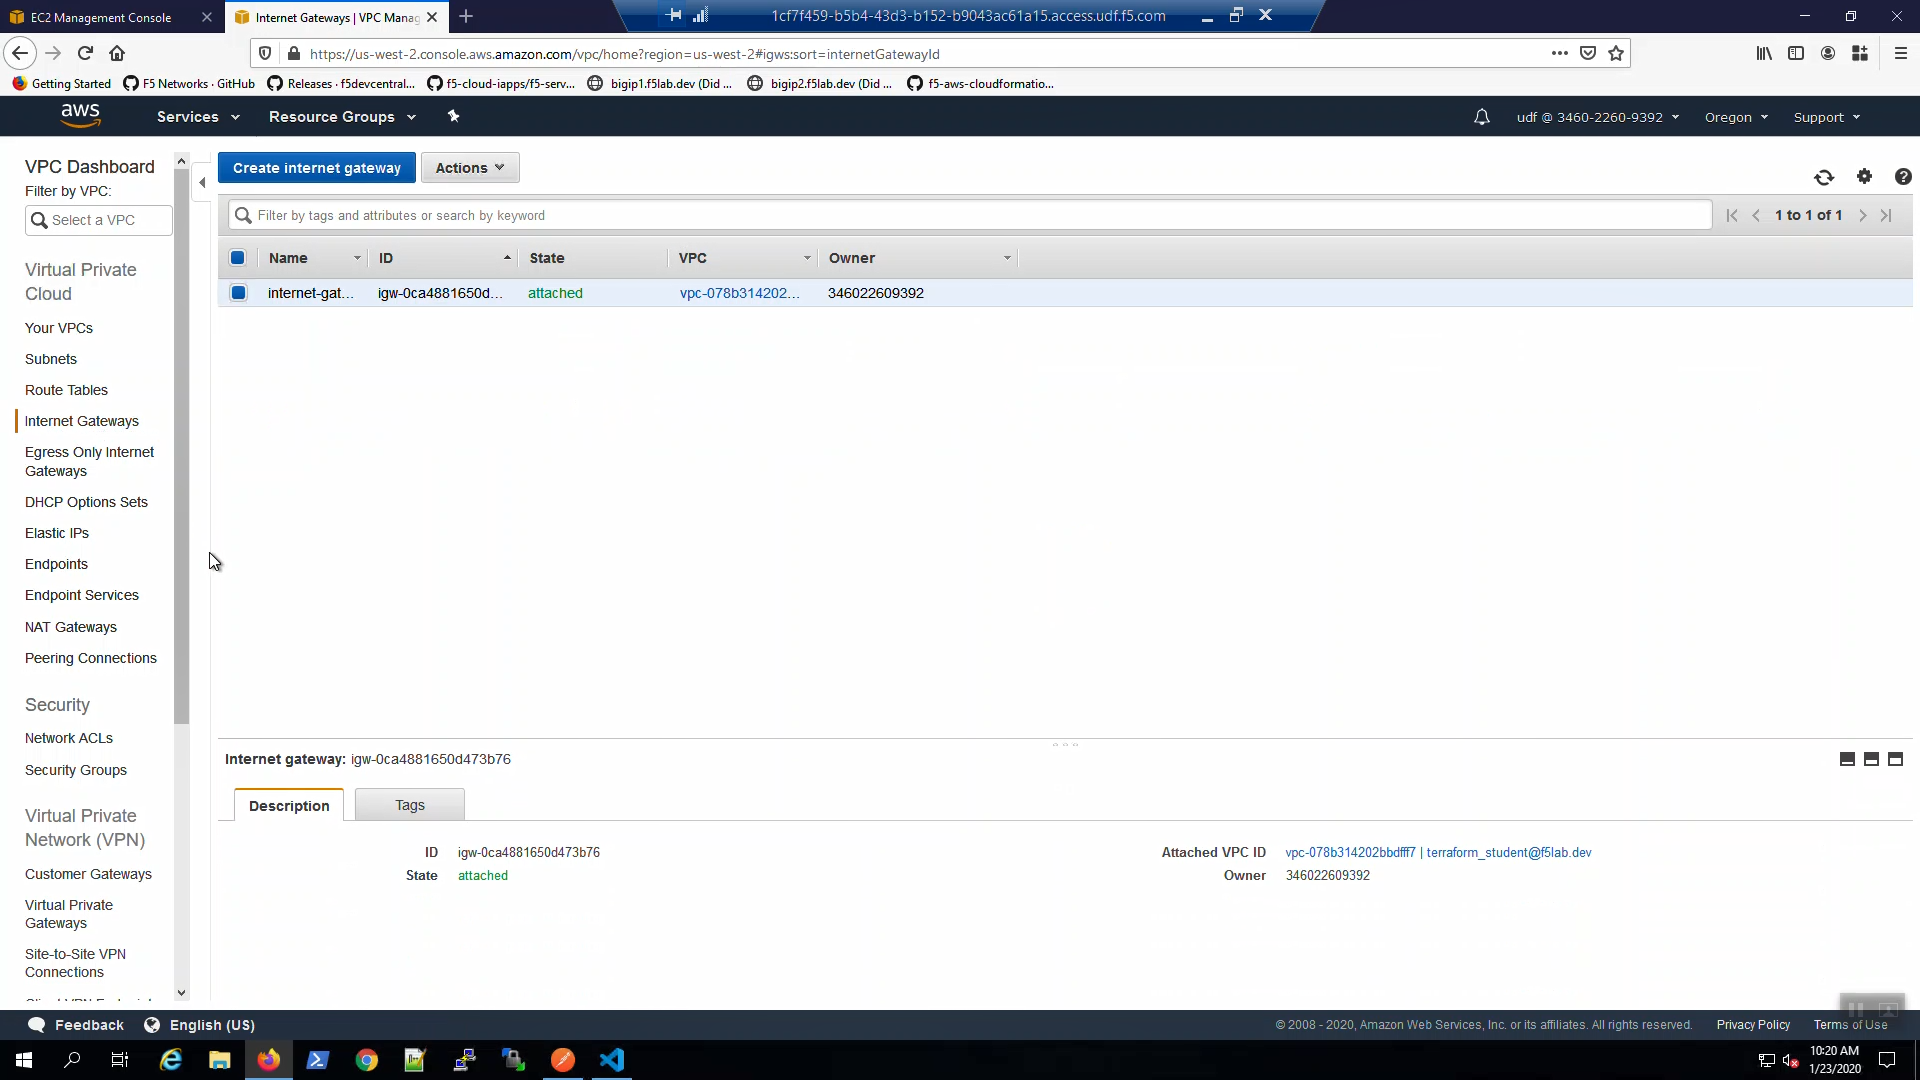 EC2 Management Console
Internet Gateways | VPC Manag
1cf7f459-b5b4-43d3-b152-b9043ac61a15.access.udf.f5.com
https://us-west-2.console.aws.amazon.com/vpc/home?region=us-west-2#igws:sort=internetGatewayId
Getting Started
F5 Networks · GitHub
Releases · f5devcentral...
f5-cloud-iapps/f5-serv...
bigip1.f5lab.dev (Did ...
bigip2.f5lab.dev (Did ...
f5-aws-cloudformatio...
aws
Services
Resource Groups
udf @ 3460-2260-9392
Oregon
Support
VPC Dashboard
Filter by VPC:
Select a VPC
Virtual Private
Cloud
Your VPCs
Subnets
Route Tables
Internet Gateways
Egress Only Internet
Gateways
DHCP Options Sets
Elastic IPs
Endpoints
Endpoint Services
NAT Gateways
Peering Connections
Security
Network ACLs
Security Groups
Virtual Private
Network (VPN)
Customer Gateways
Virtual Private
Gateways
Site-to-Site VPN
Connections
Create internet gateway
Actions
Filter by tags and attributes or search by keyword
1 to 1 of 1
Name ID State VPC Owner
internet-gat... igw-0ca4881650d... attached vpc-078b314202... 346022609392
Internet gateway: igw-0ca4881650d473b76
Description
Tags
ID igw-0ca4881650d473b76
State attached
Attached VPC ID vpc-078b314202bbdfff7 | terraform_student@f5lab.dev
Owner 346022609392
Feedback
English (US)
© 2008 - 2020, Amazon Web Services, Inc. or its affiliates. All rights reserved.
Privacy Policy
Terms of Use
10:20 AM
1/23/2020